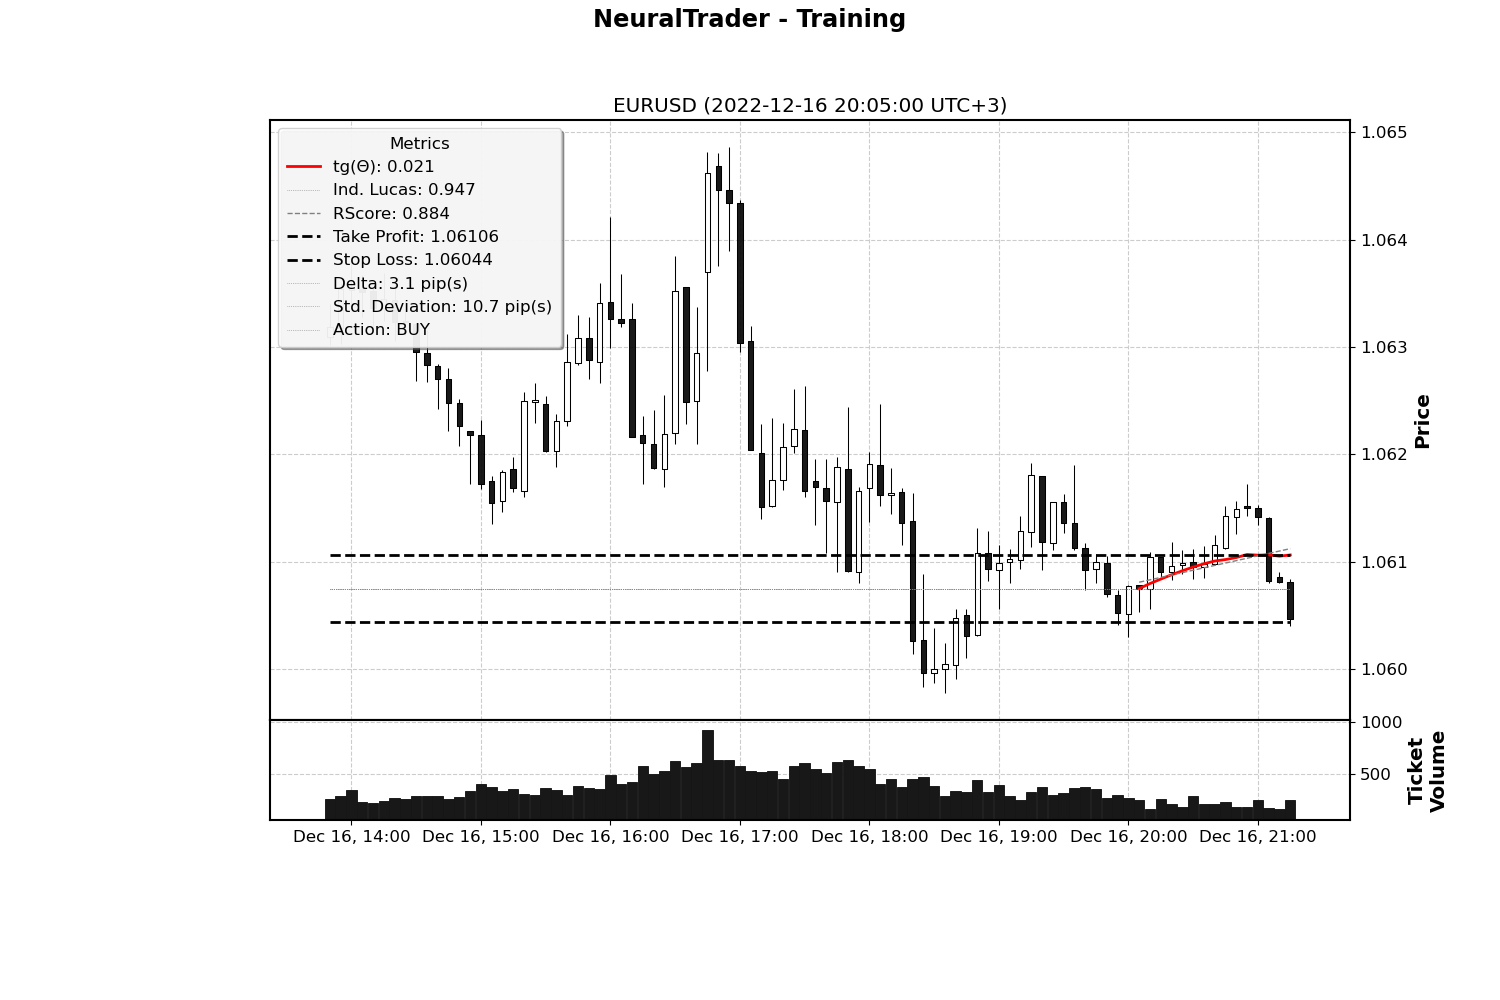 NeuralTrader - Training
EURUSD (2022-12-16 20:05:00 UTC+3)
Metrics
tg(Θ): 0.021
Ind. Lucas: 0.947
RScore: 0.884
Take Profit: 1.06106
Stop Loss: 1.06044
Delta: 3.1 pip(s)
Std. Deviation: 10.7 pip(s)
Action: BUY
1.065
1.064
1.063
1.062
1.061
1.060
Price
1000
500
Ticket
Volume
Dec 16, 14:00
Dec 16, 15:00
Dec 16, 16:00
Dec 16, 17:00
Dec 16, 18:00
Dec 16, 19:00
Dec 16, 20:00
Dec 16, 21:00